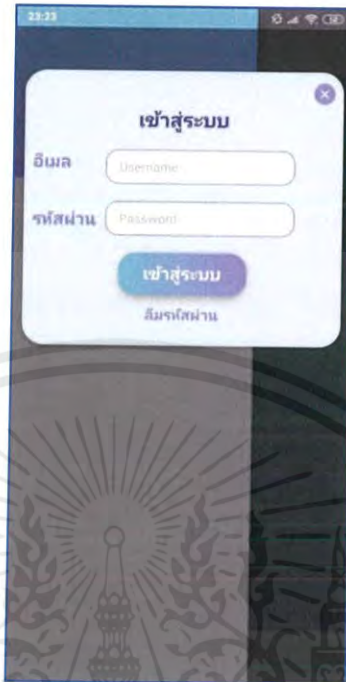 23:23
เข้าสู่ระบบ
อีเมล Username
รหัสผ่าน Password
เข้าสู่ระบบ
ลืมรหัสผ่าน